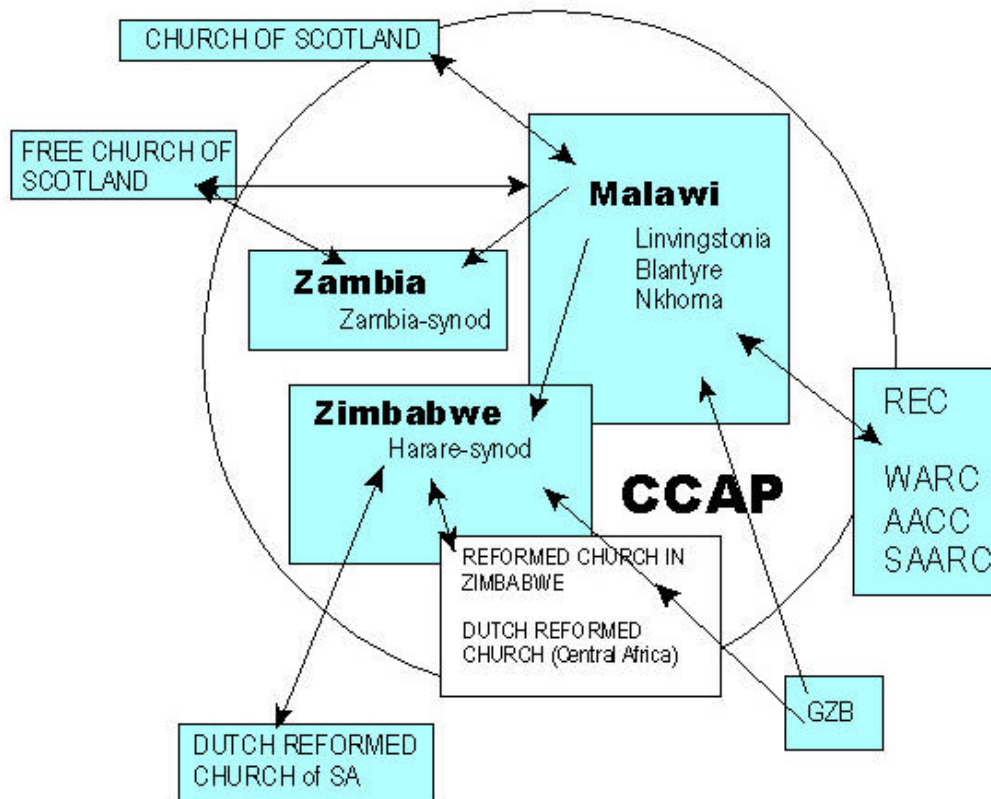 CHURCH OF SCOTLAND
FREE CHURCH OF
SCOTLAND
Malawi
Linvingstonia
Blantyre
Nkhoma
Zambia
Zambia-synod
Zimbabwe
Harare-synod
CCAP
REC
WARC
AACC
SAARC
REFORMED CHURCH IN
ZIMBABWE
DUTCH REFORMED
CHURCH (Central Africa)
GZB
DUTCH REFORMED
CHURCH of SA